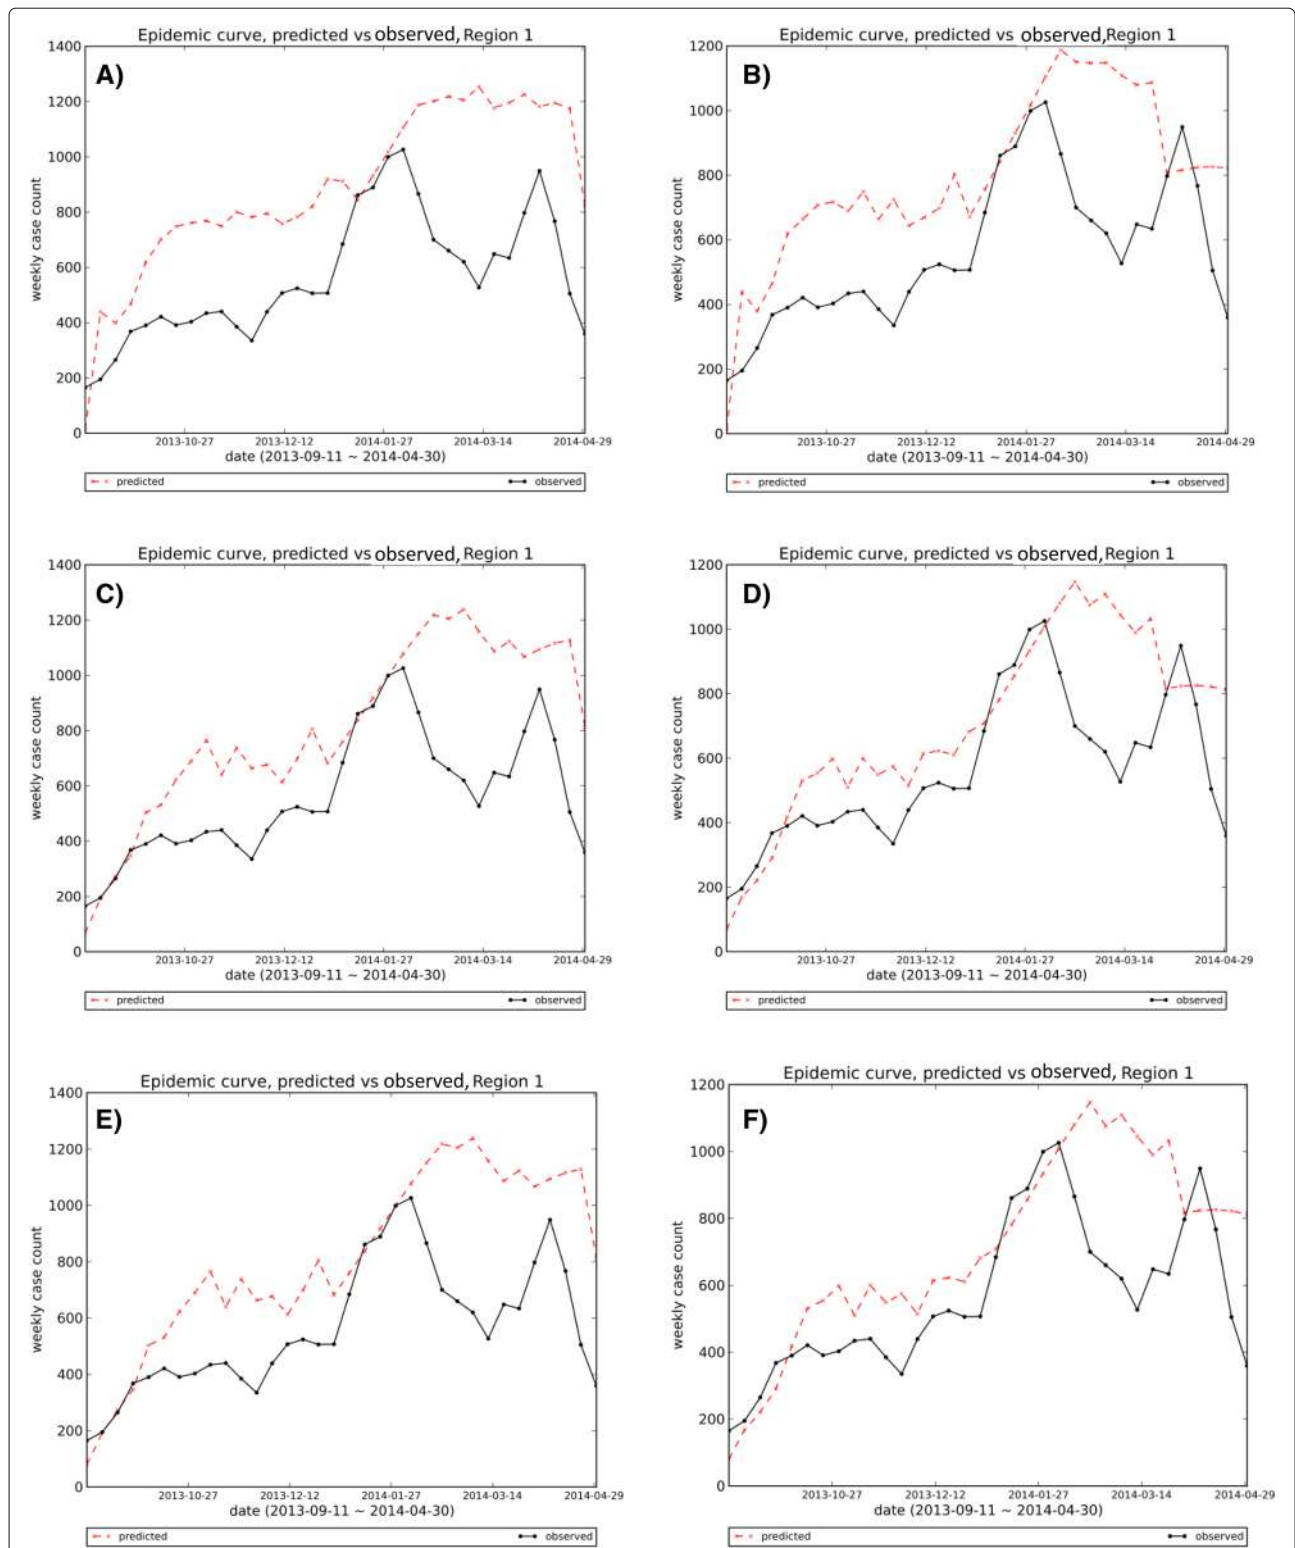 Epidemic curve, predicted vs observed, Region 1
A)
1400
1200
1000
800
600
400
200
0
weekly case count
2013-10-27 2013-12-12 2014-01-27 2014-03-14 2014-04-29
date (2013-09-11 ~ 2014-04-30)
predicted observed
Epidemic curve, predicted vs observed, Region 1
B)
1200
1000
800
600
400
200
0
weekly case count
2013-10-27 2013-12-12 2014-01-27 2014-03-14 2014-04-29
date (2013-09-11 ~ 2014-04-30)
predicted observed
Epidemic curve, predicted vs observed, Region 1
C)
1400
1200
1000
800
600
400
200
0
weekly case count
2013-10-27 2013-12-12 2014-01-27 2014-03-14 2014-04-29
date (2013-09-11 ~ 2014-04-30)
predicted observed
Epidemic curve, predicted vs observed, Region 1
D)
1200
1000
800
600
400
200
0
weekly case count
2013-10-27 2013-12-12 2014-01-27 2014-03-14 2014-04-29
date (2013-09-11 ~ 2014-04-30)
predicted observed
Epidemic curve, predicted vs observed, Region 1
E)
1400
1200
1000
800
600
400
200
0
weekly case count
2013-10-27 2013-12-12 2014-01-27 2014-03-14 2014-04-29
date (2013-09-11 ~ 2014-04-30)
predicted observed
Epidemic curve, predicted vs observed, Region 1
F)
1200
1000
800
600
400
200
0
weekly case count
2013-10-27 2013-12-12 2014-01-27 2014-03-14 2014-04-29
date (2013-09-11 ~ 2014-04-30)
predicted observed